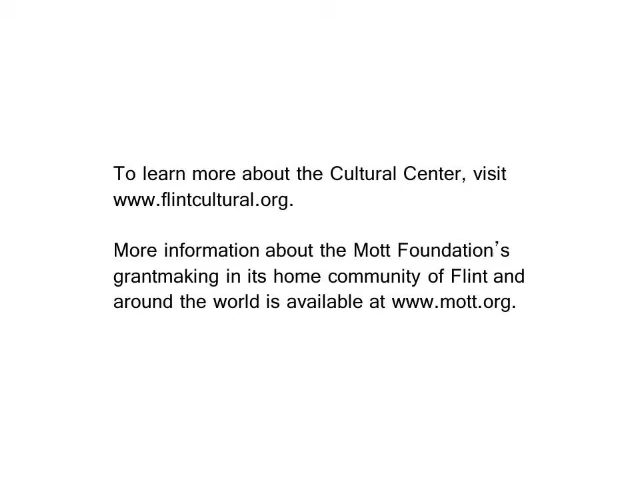 To learn more about the Cultural Center, visit
www.flintcultural.org.
More information about the Mott Foundation’s
grantmaking in its home community of Flint and
around the world is available at www.mott.org.